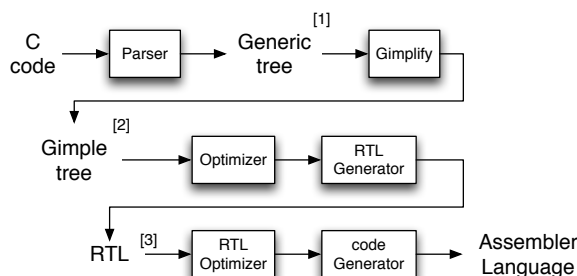 C
code
Parser
Generic
tree
[1]
Gimplify
Gimple
tree
[2]
Optimizer
RTL
Generator
RTL
[3]
RTL
Optimizer
code
Generator
Assembler
Language